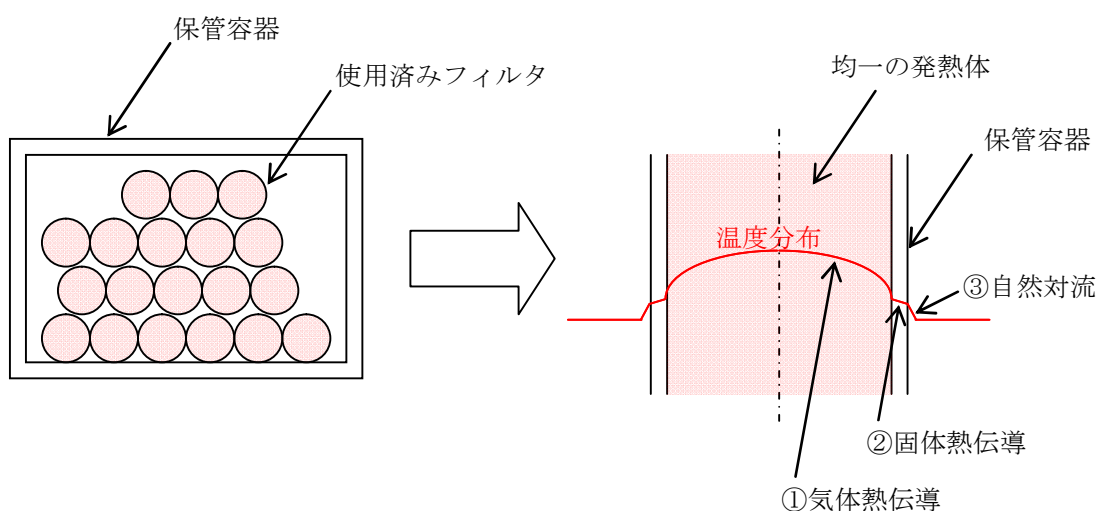 保管容器
使用済みフィルタ
均一の発熱体
保管容器
温度分布
③自然対流
②固体熱伝導
①気体熱伝導